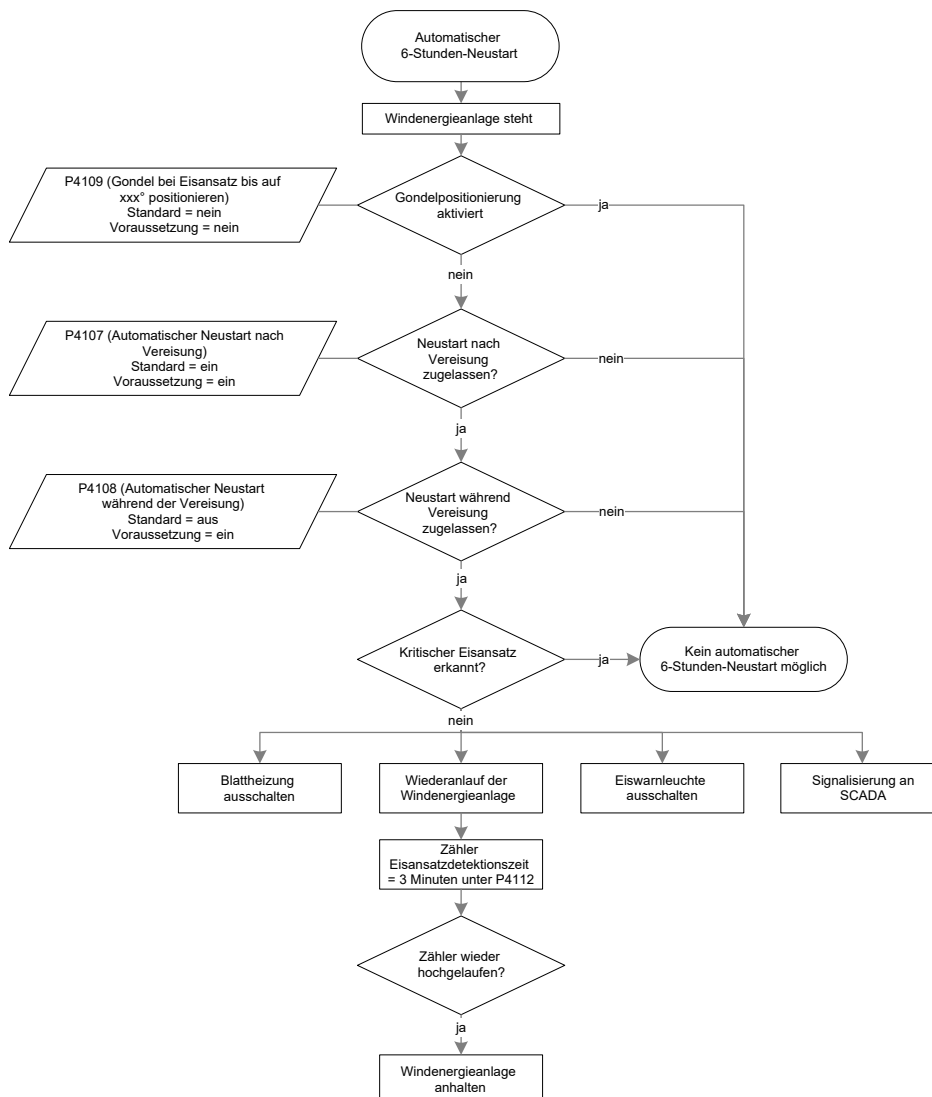 Automatischer
6-Stunden-Neustart
Windenergieanlage steht
P4109 (Gondel bei Eisansatz bis auf
xxx° positionieren)
Standard = nein
Voraussetzung = nein
Gondelpositionierung
aktiviert
ja
nein
P4107 (Automatischer Neustart nach
Vereisung)
Standard = ein
Voraussetzung = ein
Neustart nach
Vereisung
zugelassen?
nein
ja
P4108 (Automatischer Neustart
während der Vereisung)
Standard = aus
Voraussetzung = ein
Neustart während
Vereisung
zugelassen?
nein
ja
Kritischer Eisansatz
erkannt?
ja
Kein automatischer
6-Stunden-Neustart möglich
nein
Blattheizung
ausschalten
Wiederanlauf der
Windenergieanlage
Eiswarnleuchte
ausschalten
Signalisierung an
SCADA
Zähler
Eisansatzdetektionszeit
= 3 Minuten unter P4112
Zähler wieder
hochgelaufen?
ja
Windenergieanlage
anhalten